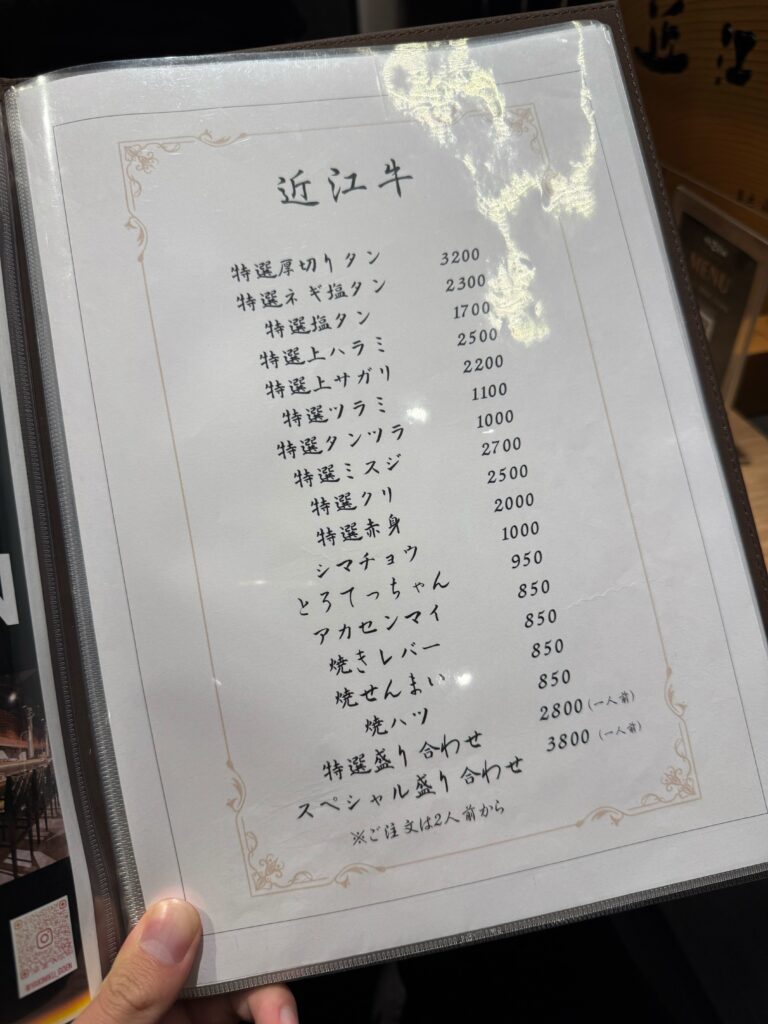 近江牛
特選厚切りタン 3200
特選ネギ塩タン 2300
特選塩タン 1700
特選上ハラミ 2500
特選上サガリ 2200
特選ツラミ 1100
特選タンツラ 1000
特選ミスジ 2700
特選クリ 2500
特選赤身 2000
シマチョウ 1000
とろてっちゃん 950
アカセンマイ 850
焼きレバー 850
焼せんまい 850
焼ハツ 850
特選盛り合わせ 2800(一人前)
スペシャル盛り合わせ 3800(一人前)
※ご注文は2人前から
近江
MENU
N